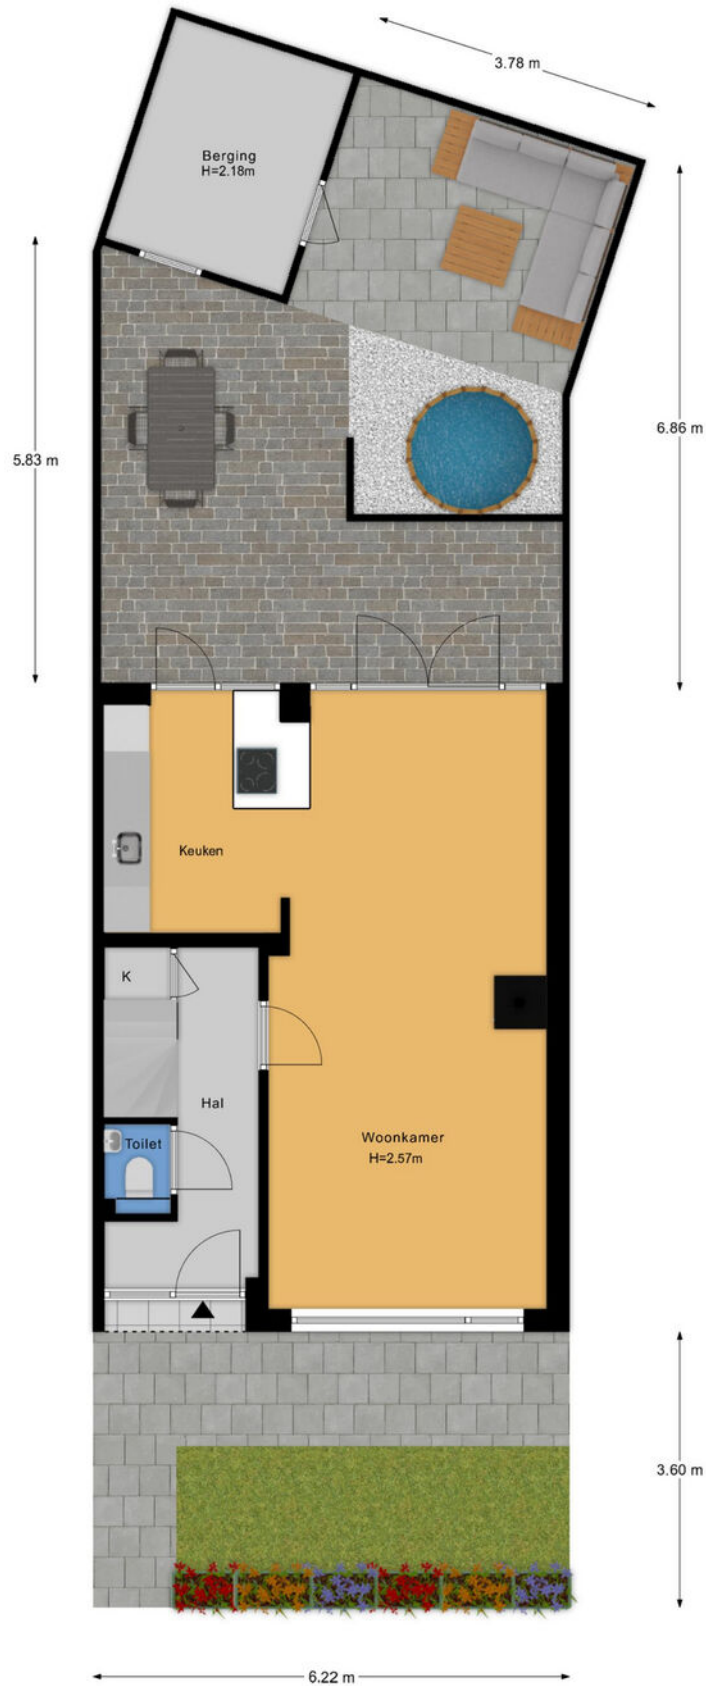 3.78 m
Berging
H=2.18m
5.83 m
6.86 m
Keuken
K
Hal
Toilet
Woonkamer
H=2.57m
3.60 m
6.22 m